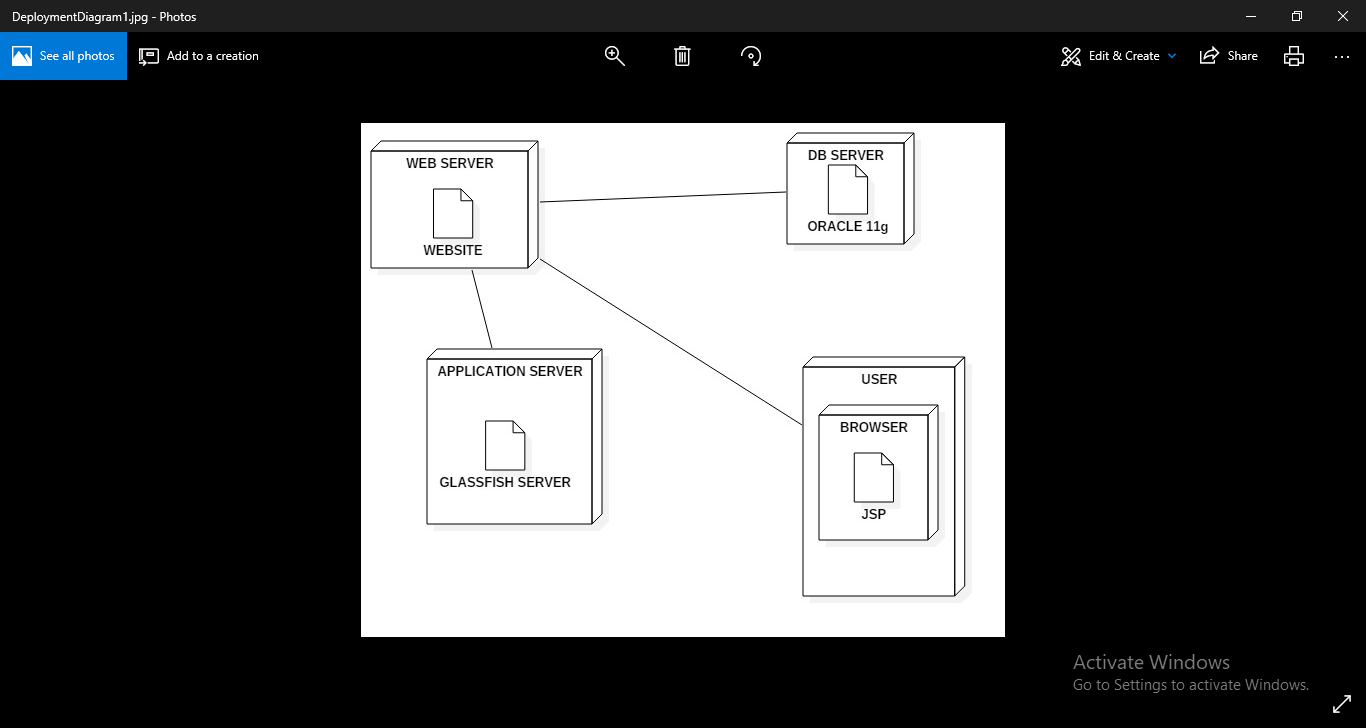 DeploymentDiagram1.jpg - Photos
See all photos
Add to a creation
Edit & Create
Share
WEB SERVER
WEBSITE
DB SERVER
ORACLE 11g
APPLICATION SERVER
GLASSFISH SERVER
USER
BROWSER
JSP
Activate Windows
Go to Settings to activate Windows.